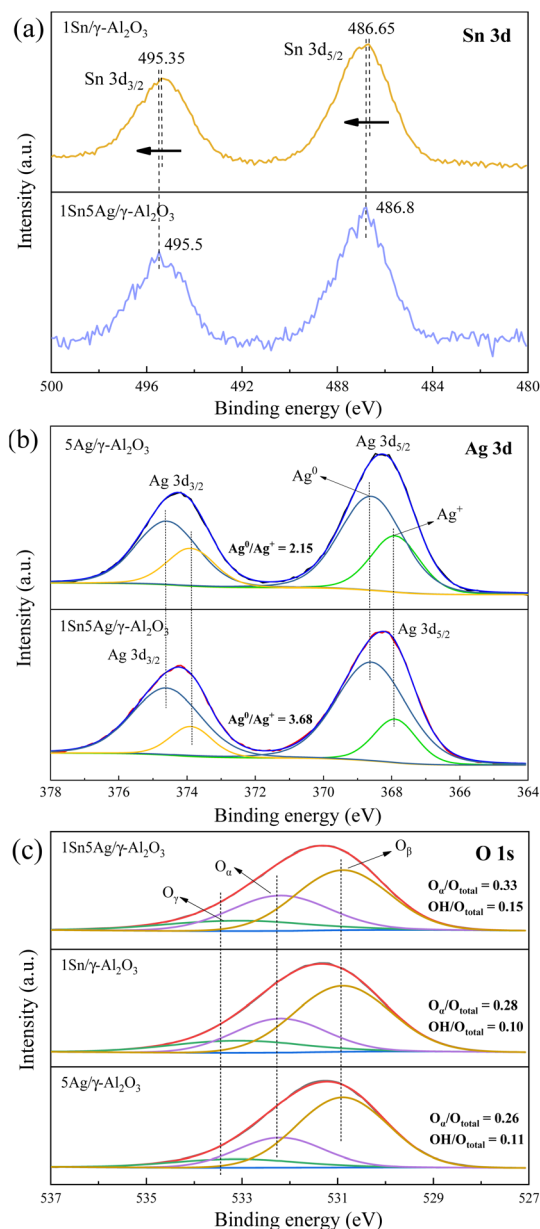 (a)
1Sn/γ-Al₂O₃
486.65
Sn 3d
495.35
Sn 3d₅/₂
Sn 3d₃/₂
1Sn5Ag/γ-Al₂O₃
486.8
495.5
Intensity (a.u.)
500 496 492 488 484 480
Binding energy (eV)
(b)
5Ag/γ-Al₂O₃
Ag 3d₅/₂
Ag 3d
Ag 3d₃/₂
Ag⁰
Ag⁺
Ag⁰/Ag⁺ = 2.15
1Sn5Ag/γ-Al₂O₃
Ag 3d₅/₂
Ag 3d₃/₂
Ag⁰/Ag⁺ = 3.68
Intensity (a.u.)
378 376 374 372 370 368 366 364
Binding energy (eV)
(c)
1Sn5Ag/γ-Al₂O₃
O 1s
Oβ
Oα
Oγ
Oα/Ototal = 0.33
OH/Ototal = 0.15
1Sn/γ-Al₂O₃
Oα/Ototal = 0.28
OH/Ototal = 0.10
5Ag/γ-Al₂O₃
Oα/Ototal = 0.26
OH/Ototal = 0.11
Intensity (a.u.)
537 535 533 531 529 527
Binding energy (eV)